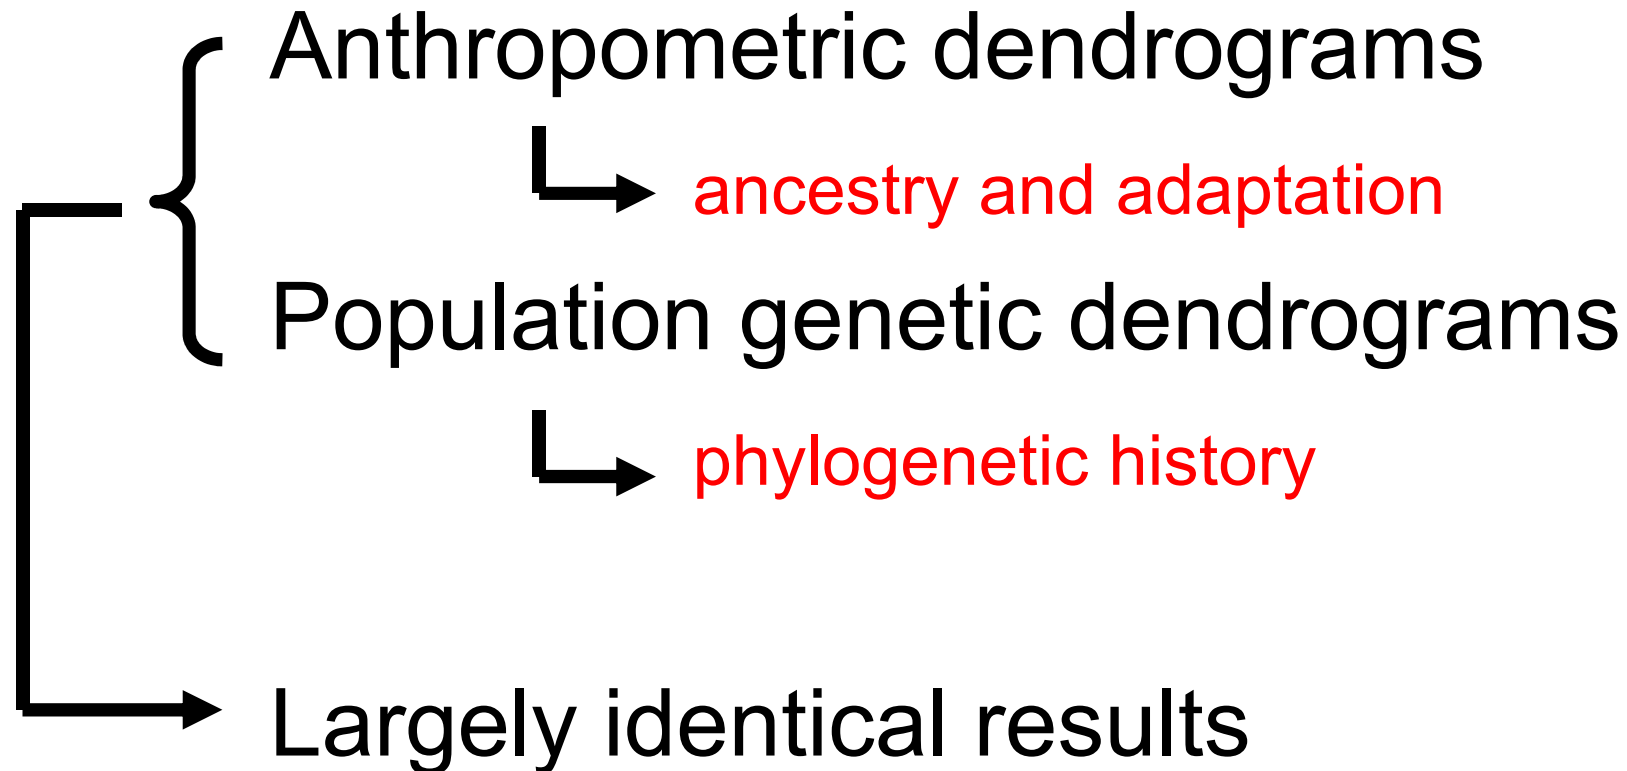 Anthropometric dendrograms
ancestry and adaptation
Population genetic dendrograms
phylogenetic history
Largely identical results